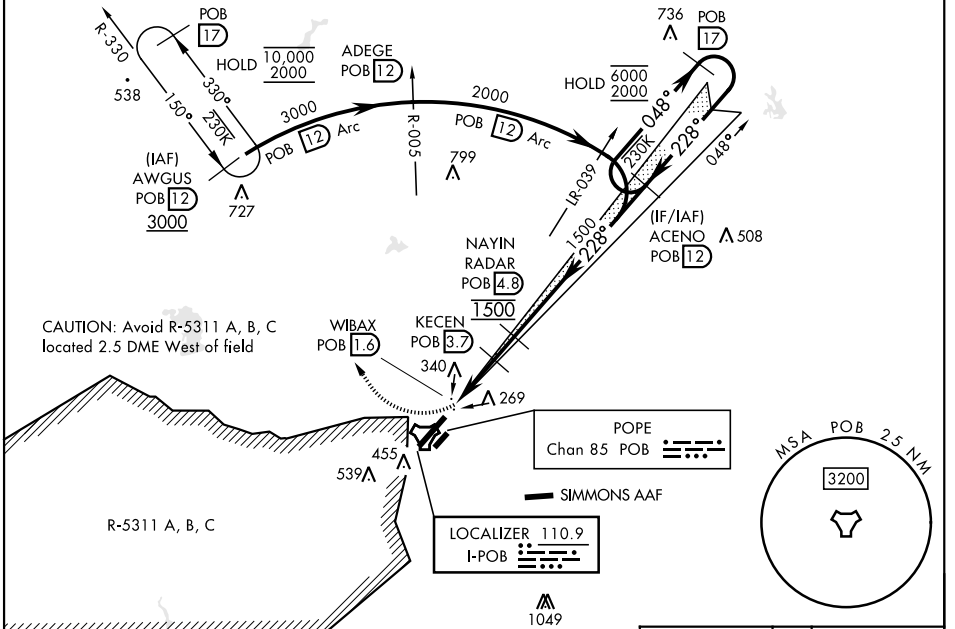 R-330
POB
17
538
HOLD 10,000
2000
330°
150°
230K
3000
POB 12 Arc
(IAF)
AWGUS
POB 12
3000
727
ADEGE
POB 12
R-005
2000
POB 12 Arc
799
736
POB
17
HOLD 6000
2000
048°
230K
228°
048°
LR-039
1500
228°
(IF/IAF)
ACENO
POB 12
508
NAYIN
RADAR
POB 4.8
1500
CAUTION: Avoid R-5311 A, B, C
located 2.5 DME West of field
WIBAX
POB 1.6
KECEN
POB 3.7
340
269
455
539
POPE
Chan 85 POB
SIMMONS AAF
R-5311 A, B, C
LOCALIZER 110.9
I-POB
1049
MSA POB 25 NM
3200